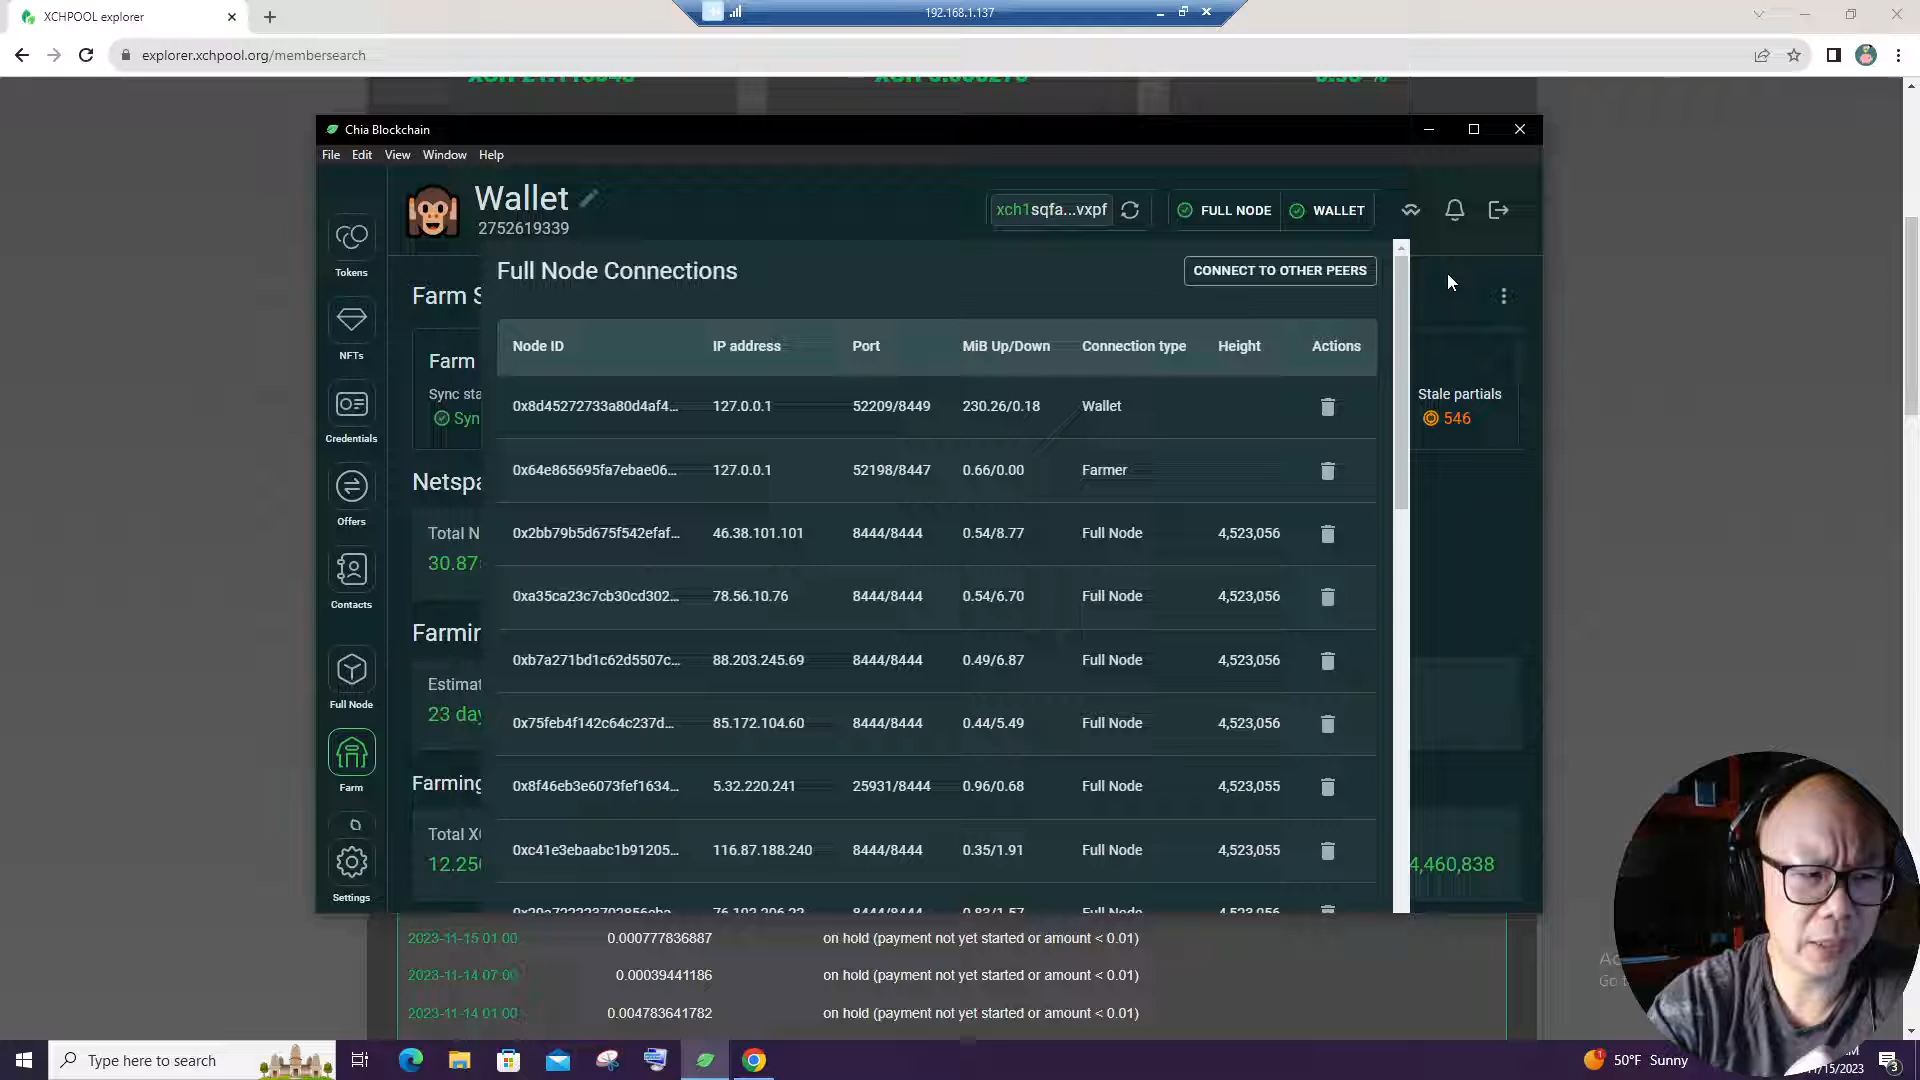 XCHPOOL explorer
192.168.1.137
explorer.xchpool.org/membersearch
Chia Blockchain
File Edit View Window Help
Wallet
2752619339
xch1sqfa...vxpf
FULL NODE
WALLET
Tokens
NFTs
Credentials
Offers
Contacts
Full Node
Farm
Settings
Full Node Connections
CONNECT TO OTHER PEERS
Farm S
Farm
Sync sta
Syn
Stale partials
546
Netspa
Total N
30.87
Farmin
Estimat
23 day
Farming
Total X
12.250
4,460,838
Node ID IP address Port MiB Up/Down Connection type Height Actions
0x8d45272733a80d4af4... 127.0.0.1 52209/8449 230.26/0.18 Wallet
0x64e865695fa7ebae06... 127.0.0.1 52198/8447 0.66/0.00 Farmer
0x2bb79b5d675f542efaf... 46.38.101.101 8444/8444 0.54/8.77 Full Node 4,523,056
0xa35ca23c7cb30cd302... 78.56.10.76 8444/8444 0.54/6.70 Full Node 4,523,056
0xb7a271bd1c62d5507c... 88.203.245.69 8444/8444 0.49/6.87 Full Node 4,523,056
0x75feb4f142c64c237d... 85.172.104.60 8444/8444 0.44/5.49 Full Node 4,523,056
0x8f46eb3e6073fef1634... 5.32.220.241 25931/8444 0.96/0.68 Full Node 4,523,055
0xc41e3ebaabc1b91205... 116.87.188.240 8444/8444 0.35/1.91 Full Node 4,523,055
2023-11-15 01:00 0.000777836887 on hold (payment not yet started or amount < 0.01)
2023-11-14 07:00 0.00039441186 on hold (payment not yet started or amount < 0.01)
2023-11-14 01:00 0.004783641782 on hold (payment not yet started or amount < 0.01)
Type here to search
50°F Sunny
11/15/2023
3